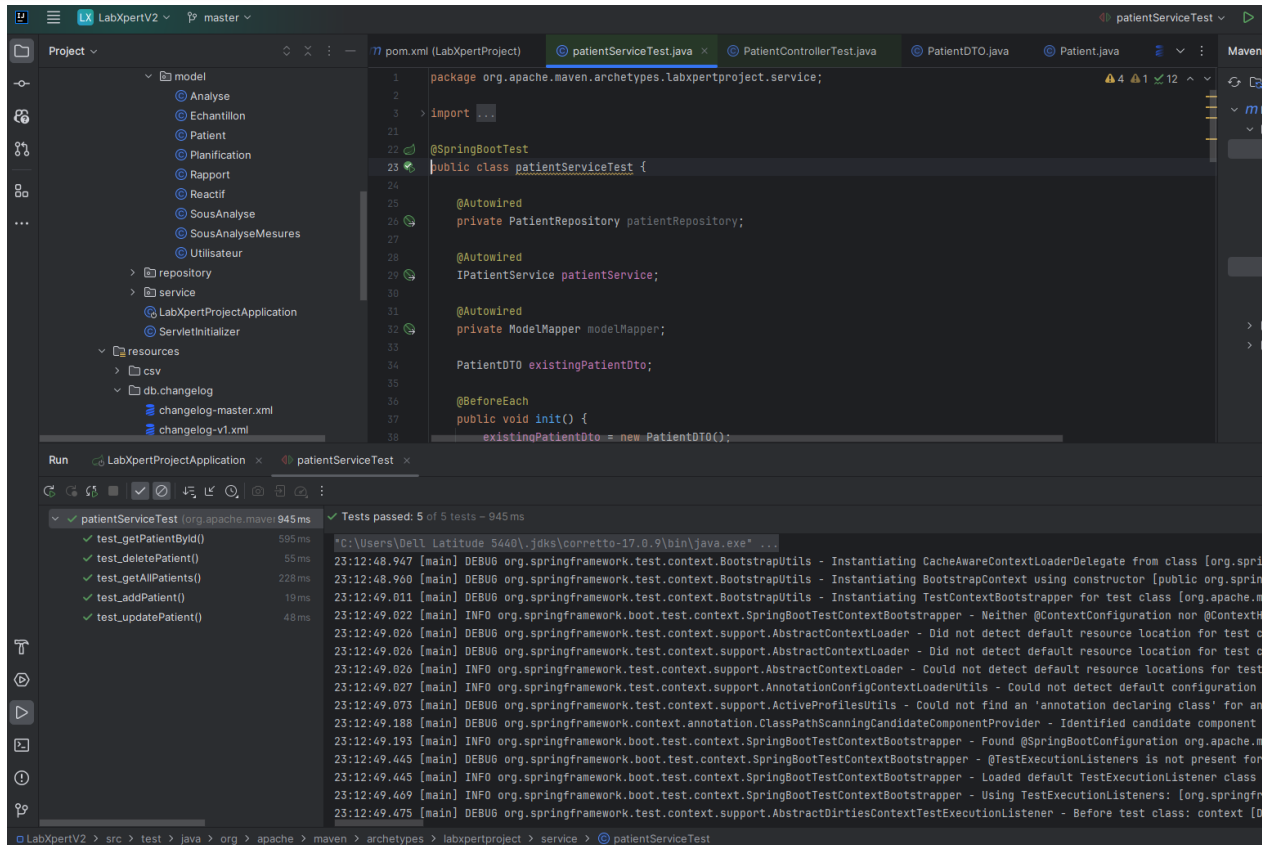 LX LabXpertV2 master patientServiceTest
Project
model
Analyse
Echantillon
Patient
Planification
Rapport
Reactif
SousAnalyse
SousAnalyseMesures
Utilisateur
repository
service
LabXpertProjectApplication
ServletInitializer
resources
csv
db.changelog
changelog-master.xml
changelog-v1.xml
pom.xml (LabXpertProject) patientServiceTest.java PatientControllerTest.java PatientDTO.java Patient.java Maven
4 1 12
1 package org.apache.maven.archetypes.labxpertproject.service;
2
3 import ...
21
22 @SpringBootTest
23 public class patientServiceTest {
24
25 @Autowired
26 private PatientRepository patientRepository;
27
28 @Autowired
29 IPatientService patientService;
30
31 @Autowired
32 private ModelMapper modelMapper;
33
34 PatientDTO existingPatientDto;
35
36 @BeforeEach
37 public void init() {
38 existingPatientDto = new PatientDTO();
Run LabXpertProjectApplication patientServiceTest
patientServiceTest (org.apache.maver 945 ms
test_getPatientById() 595 ms
test_deletePatient() 55 ms
test_getAllPatients() 228 ms
test_addPatient() 19 ms
test_updatePatient() 48 ms
Tests passed: 5 of 5 tests – 945 ms
"C:\Users\Dell Latitude 5440\.jdks\corretto-17.0.9\bin\java.exe" ...
23:12:48.947 [main] DEBUG org.springframework.test.context.BootstrapUtils - Instantiating CacheAwareContextLoaderDelegate from class [org.spri
23:12:48.960 [main] DEBUG org.springframework.test.context.BootstrapUtils - Instantiating BootstrapContext using constructor [public org.sprin
23:12:49.011 [main] DEBUG org.springframework.test.context.BootstrapUtils - Instantiating TestContextBootstrapper for test class [org.apache.m
23:12:49.022 [main] INFO org.springframework.boot.test.context.SpringBootTestContextBootstrapper - Neither @ContextConfiguration nor @ContextH
23:12:49.026 [main] DEBUG org.springframework.test.context.support.AbstractContextLoader - Did not detect default resource location for test c
23:12:49.026 [main] DEBUG org.springframework.test.context.support.AbstractContextLoader - Did not detect default resource location for test c
23:12:49.026 [main] INFO org.springframework.test.context.support.AbstractContextLoader - Could not detect default resource locations for test
23:12:49.027 [main] INFO org.springframework.test.context.support.AnnotationConfigContextLoaderUtils - Could not detect default configuration
23:12:49.073 [main] DEBUG org.springframework.test.context.support.ActiveProfilesUtils - Could not find an 'annotation declaring class' for an
23:12:49.188 [main] DEBUG org.springframework.context.annotation.ClassPathScanningCandidateComponentProvider - Identified candidate component
23:12:49.193 [main] INFO org.springframework.boot.test.context.SpringBootTestContextBootstrapper - Found @SpringBootConfiguration org.apache.m
23:12:49.445 [main] DEBUG org.springframework.boot.test.context.SpringBootTestContextBootstrapper - @TestExecutionListeners is not present for
23:12:49.445 [main] INFO org.springframework.boot.test.context.SpringBootTestContextBootstrapper - Loaded default TestExecutionListener class
23:12:49.469 [main] INFO org.springframework.boot.test.context.SpringBootTestContextBootstrapper - Using TestExecutionListeners: [org.springfr
23:12:49.475 [main] DEBUG org.springframework.test.context.support.AbstractDirtiesContextTestExecutionListener - Before test class: context [D
LabXpertV2 > src > test > java > org > apache > maven > archetypes > labxpertproject > service > patientServiceTest